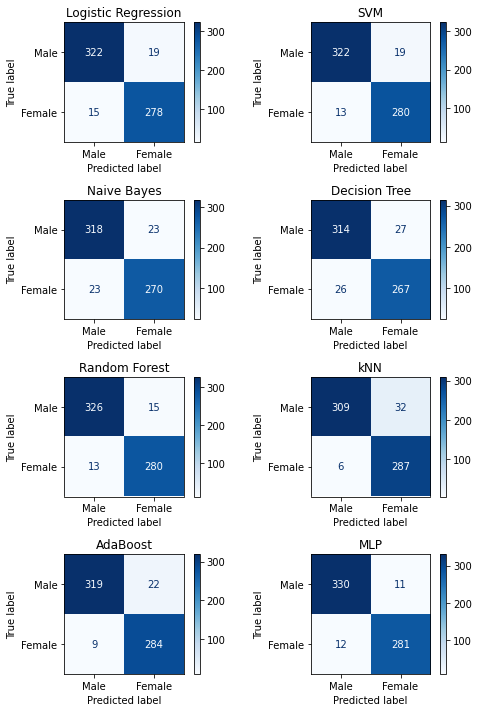 Logistic Regression
True label
Male 322 19 300
200
Female 15 278 100
Male Female
Predicted label
SVM
True label
Male 322 19 300
200
Female 13 280 100
Male Female
Predicted label
Naive Bayes
True label
Male 318 23 300
200
Female 23 270 100
Male Female
Predicted label
Decision Tree
True label
Male 314 27 300
200
Female 26 267 100
Male Female
Predicted label
Random Forest
True label
Male 326 15 300
200
Female 13 280 100
Male Female
Predicted label
kNN
True label
Male 309 32 300
200
Female 6 287 100
Male Female
Predicted label
AdaBoost
True label
Male 319 22 300
200
Female 9 284 100
Male Female
Predicted label
MLP
True label
Male 330 11 300
200
Female 12 281 100
Male Female
Predicted label